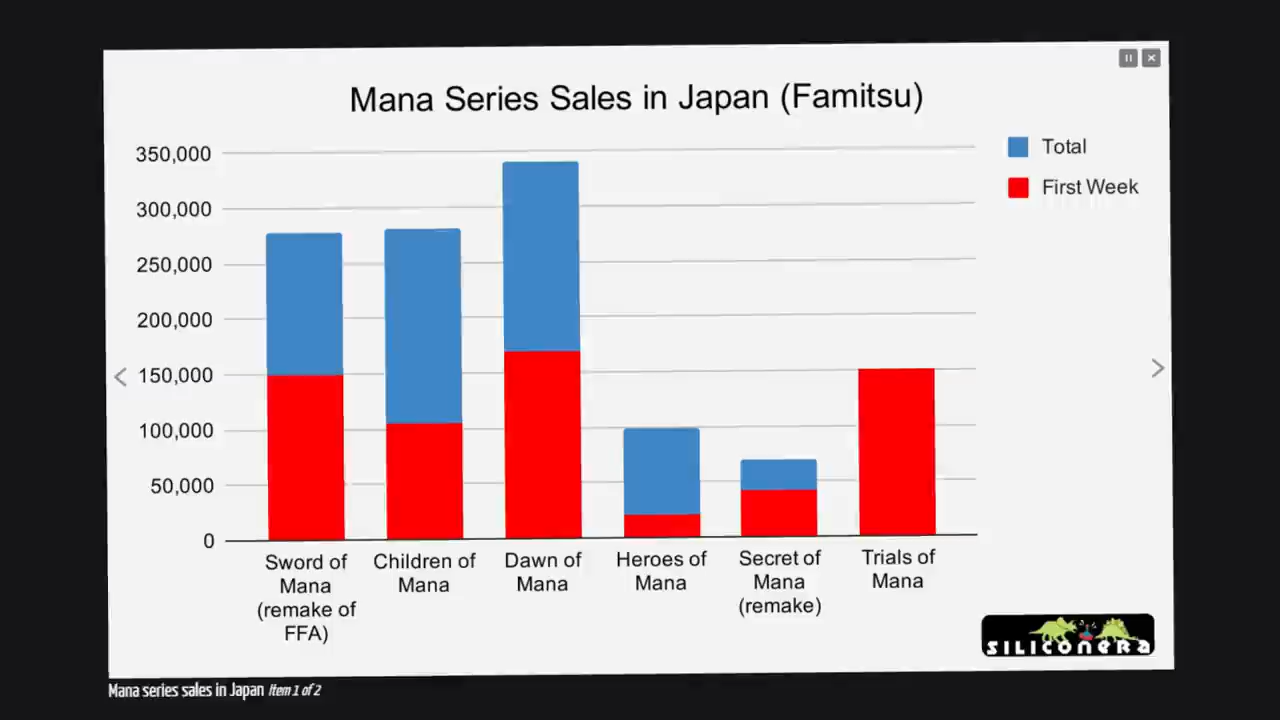 Mana Series Sales in Japan (Famitsu)
Total
First Week
350,000
300,000
250,000
200,000
150,000
100,000
50,000
0
Sword of
Mana
(remake of
FFA)
Children of
Mana
Dawn of
Mana
Heroes of
Mana
Secret of
Mana
(remake)
Trials of
Mana
SILICONERA
Mana series sales in Japan Item 1 of 2